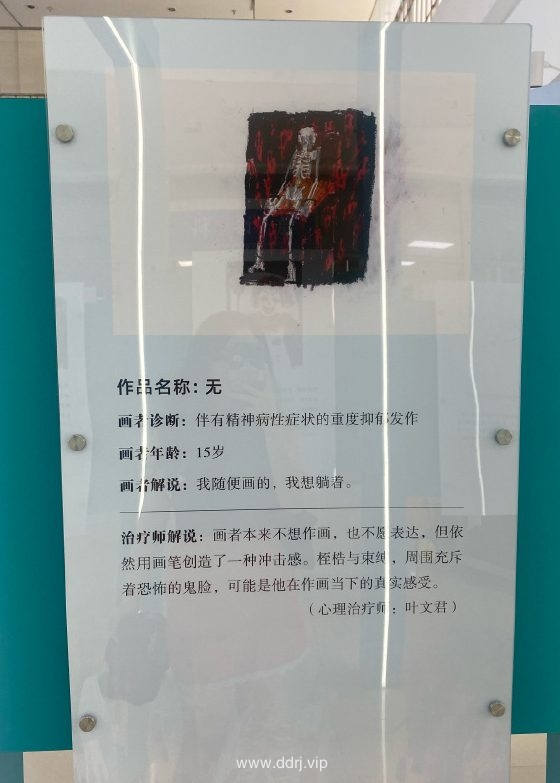 作品名称：无
画者诊断：伴有精神病性症状的重度抑郁发作
画者年龄：15岁
画者解说：我随便画的，我想躺着。
治疗师解说：画者本来不想作画，也不愿表达，但依
然用画笔创造了一种冲击感。桎梏与束缚，周围充斥
着恐怖的鬼脸，可能是他在作画当下的真实感受。
（心理治疗师：叶文君）
www.ddrj.vip